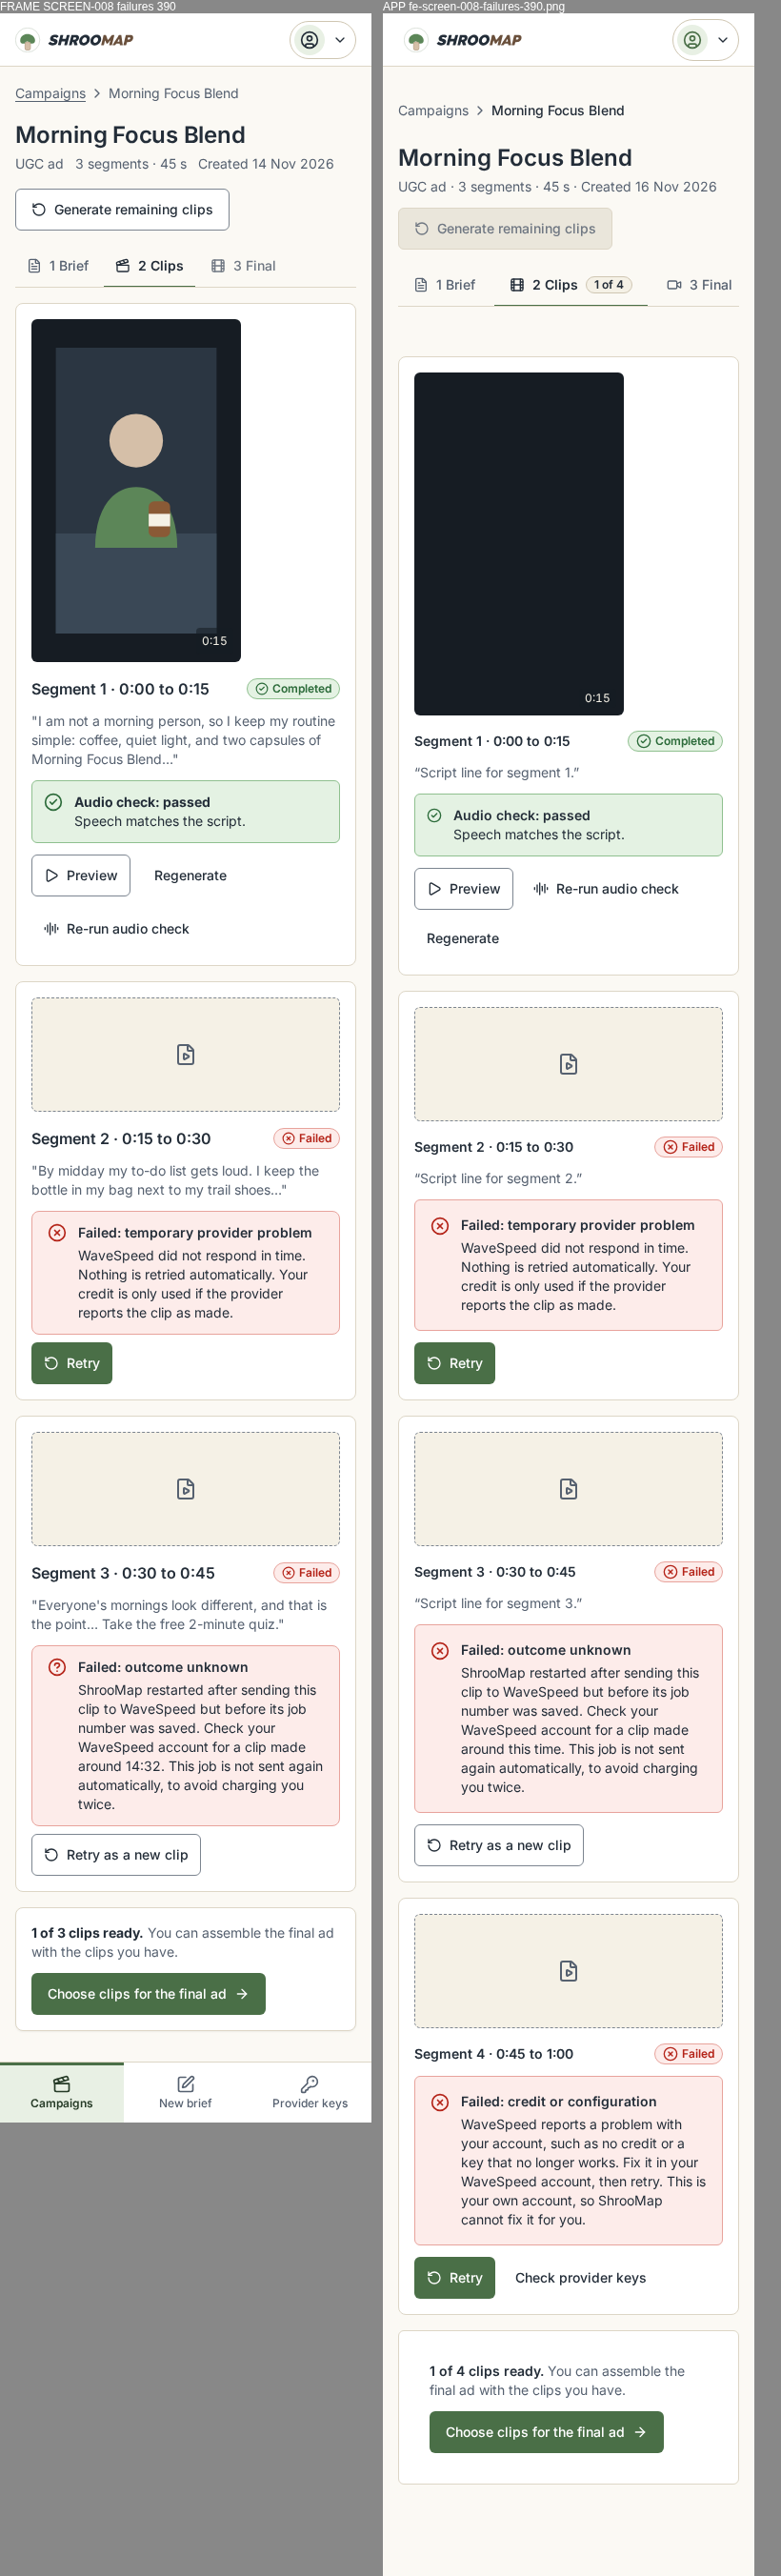 FRAME SCREEN-008 failures 390
SHROOMAP
Campaigns > Morning Focus Blend
Morning Focus Blend
UGC ad 3 segments · 45 s Created 14 Nov 2026
Generate remaining clips
1 Brief
2 Clips
3 Final
0:15
Segment 1 · 0:00 to 0:15
Completed
"I am not a morning person, so I keep my routine
simple: coffee, quiet light, and two capsules of
Morning Focus Blend..."
Audio check: passed
Speech matches the script.
Preview
Regenerate
Re-run audio check
Segment 2 · 0:15 to 0:30
Failed
"By midday my to-do list gets loud. I keep the
bottle in my bag next to my trail shoes..."
Failed: temporary provider problem
WaveSpeed did not respond in time.
Nothing is retried automatically. Your
credit is only used if the provider
reports the clip as made.
Retry
Segment 3 · 0:30 to 0:45
Failed
"Everyone's mornings look different, and that is
the point... Take the free 2-minute quiz."
Failed: outcome unknown
ShrooMap restarted after sending this
clip to WaveSpeed but before its job
number was saved. Check your
WaveSpeed account for a clip made
around 14:32. This job is not sent again
automatically, to avoid charging you
twice.
Retry as a new clip
1 of 3 clips ready. You can assemble the final ad
with the clips you have.
Choose clips for the final ad
Campaigns
New brief
Provider keys
APP fe-screen-008-failures-390.png
SHROOMAP
Campaigns > Morning Focus Blend
Morning Focus Blend
UGC ad · 3 segments · 45 s · Created 16 Nov 2026
Generate remaining clips
1 Brief
2 Clips
1 of 4
3 Final
0:15
Segment 1 · 0:00 to 0:15
Completed
“Script line for segment 1.”
Audio check: passed
Speech matches the script.
Preview
Re-run audio check
Regenerate
Segment 2 · 0:15 to 0:30
Failed
“Script line for segment 2.”
Failed: temporary provider problem
WaveSpeed did not respond in time.
Nothing is retried automatically. Your
credit is only used if the provider
reports the clip as made.
Retry
Segment 3 · 0:30 to 0:45
Failed
“Script line for segment 3.”
Failed: outcome unknown
ShrooMap restarted after sending this
clip to WaveSpeed but before its job
number was saved. Check your
WaveSpeed account for a clip made
around this time. This job is not sent
again automatically, to avoid charging
you twice.
Retry as a new clip
Segment 4 · 0:45 to 1:00
Failed
Failed: credit or configuration
WaveSpeed reports a problem with
your account, such as no credit or a
key that no longer works. Fix it in your
WaveSpeed account, then retry. This is
your own account, so ShrooMap
cannot fix it for you.
Retry
Check provider keys
1 of 4 clips ready. You can assemble the
final ad with the clips you have.
Choose clips for the final ad